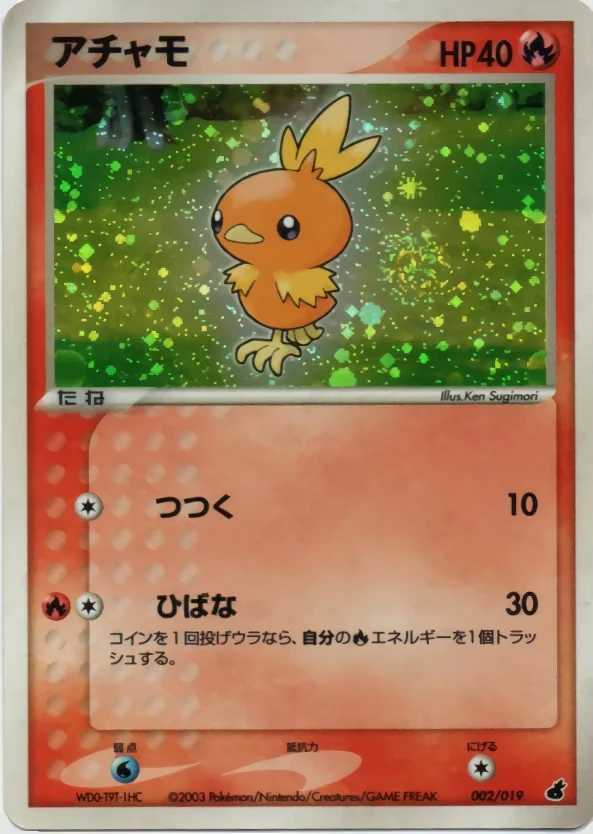 アチャモ HP40
たね Illus. Ken Sugimori
つつく 10
ひばな 30
コインを1回投げウラなら、自分のエネルギーを1個トラッ
シュする。
弱点 抵抗力 にげる
WD0-T9T-1HC ©2003 Pokémon/Nintendo/Creatures/GAME FREAK 002/019